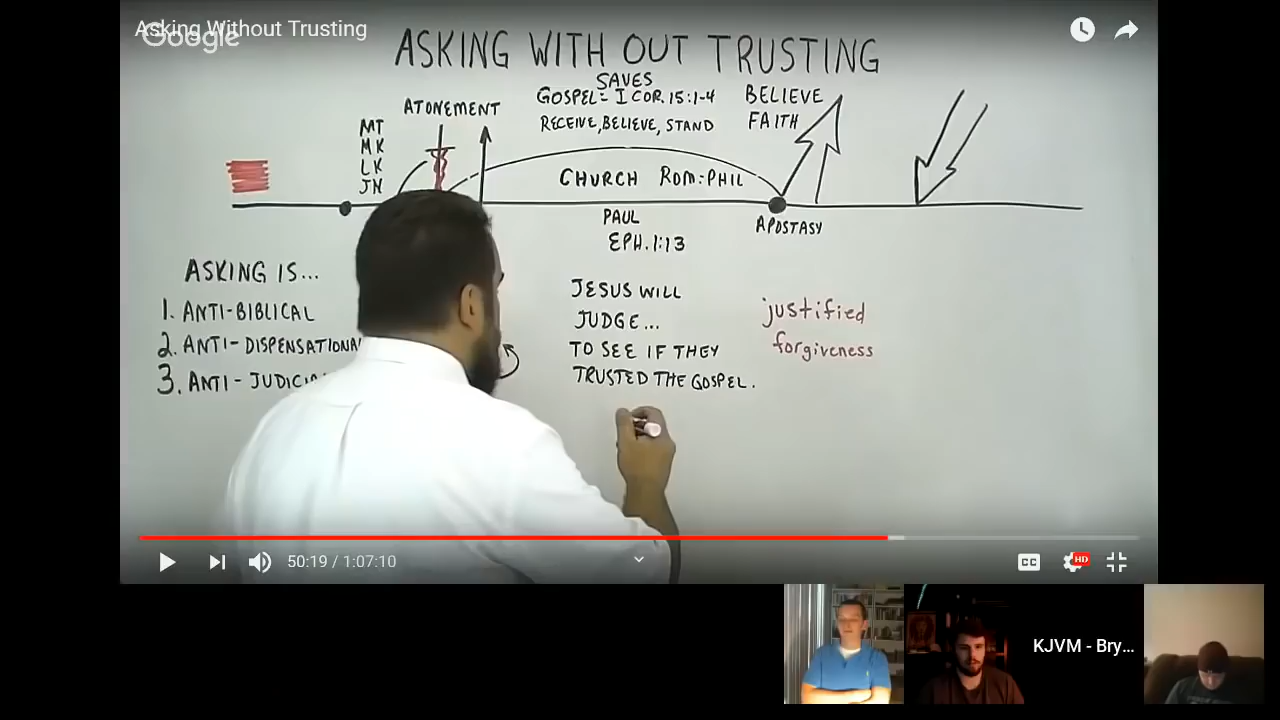 Asking Without Trusting
Google
ASKING WITH OUT TRUSTING
SAVES
GOSPEL = I COR. 15:1-4
RECEIVE, BELIEVE, STAND
BELIEVE
FAITH
ATONEMENT
MT
MK
LK
JN
CHURCH ROM:PHIL
PAUL
EPH. 1:13
APOSTASY
ASKING IS...
1. ANTI-BIBLICAL
2. ANTI-DISPENSATIONA
3. ANTI-JUDICI
JESUS WILL
JUDGE...
TO SEE IF THEY
TRUSTED THE GOSPEL.
justified
forgiveness
50:19 / 1:07:10
CC
HD
KJVM - Bry...